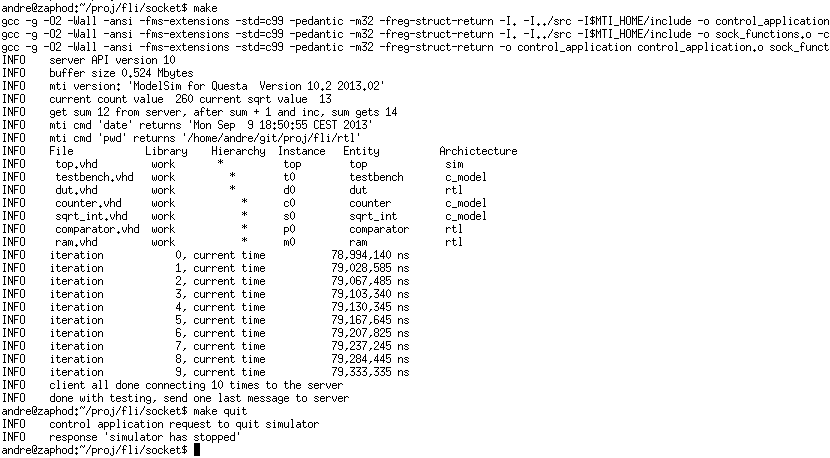 andre@zaphod:~/proj/fli/socket$ make
gcc -g -O2 -Wall -ansi -fms-extensions -std=c99 -pedantic -m32 -freg-struct-return -I. -I../src -I$MTI_HOME/include -o control_application
gcc -g -O2 -Wall -ansi -fms-extensions -std=c99 -pedantic -m32 -freg-struct-return -I. -I../src -I$MTI_HOME/include -o sock_functions.o -c
gcc -g -O2 -Wall -ansi -fms-extensions -std=c99 -pedantic -m32 -freg-struct-return -o control_application control_application.o sock_funct
INFO    server API version 10
INFO    buffer size 0.524 Mbytes
INFO    mti version: 'ModelSim for Questa  Version 10.2 2013.02'
INFO    current count value  260 current sqrt value  13
INFO    get sum 12 from server, after sum + 1 and inc, sum gets 14
INFO    mti cmd 'date' returns 'Mon Sep  9 18:50:55 CEST 2013'
INFO    mti cmd 'pwd' returns '/home/andre/git/proj/fli/rtl'
INFO    File            Library    Hierarchy  Instance   Entity          Archictecture
INFO     top.vhd         work       *          top        top             sim
INFO     testbench.vhd   work         *        t0         testbench       c_model
INFO     dut.vhd         work         *        d0         dut             rtl
INFO     counter.vhd     work           *      c0         counter         c_model
INFO     sqrt_int.vhd    work           *      s0         sqrt_int        c_model
INFO     comparator.vhd  work           *      p0         comparator      rtl
INFO     ram.vhd         work           *      m0         ram             rtl
INFO    iteration            0, current time           78,994,140 ns
INFO    iteration            1, current time           79,028,585 ns
INFO    iteration            2, current time           79,067,485 ns
INFO    iteration            3, current time           79,103,340 ns
INFO    iteration            4, current time           79,130,345 ns
INFO    iteration            5, current time           79,167,645 ns
INFO    iteration            6, current time           79,207,825 ns
INFO    iteration            7, current time           79,237,245 ns
INFO    iteration            8, current time           79,284,445 ns
INFO    iteration            9, current time           79,333,335 ns
INFO    client all done connecting 10 times to the server
INFO    done with testing, send one last message to server
andre@zaphod:~/proj/fli/socket$ make quit
INFO    control application request to quit simulator
INFO    response 'simulator has stopped'
andre@zaphod:~/proj/fli/socket$